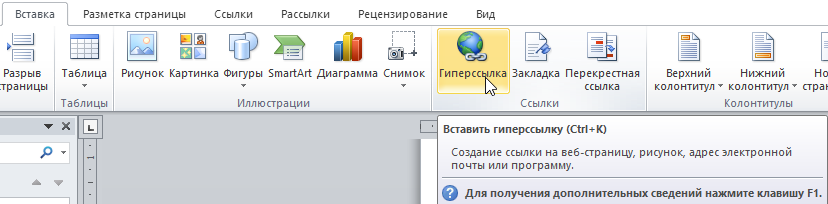 Вставка Разметка страницы Ссылки Рассылки Рецензирование Вид
Разрыв страницы
Таблица
Рисунок Картинка Фигуры SmartArt Диаграмма Снимок
Гиперссылка Закладка Перекрестная ссылка
Верхний колонтитул Нижний колонтитул
Таблицы Иллюстрации Ссылки Колонтитулы
Вставить гиперссылку (Ctrl+K)
Создание ссылки на веб-страницу, рисунок, адрес электронной
почты или программу.
Для получения дополнительных сведений нажмите клавишу F1.